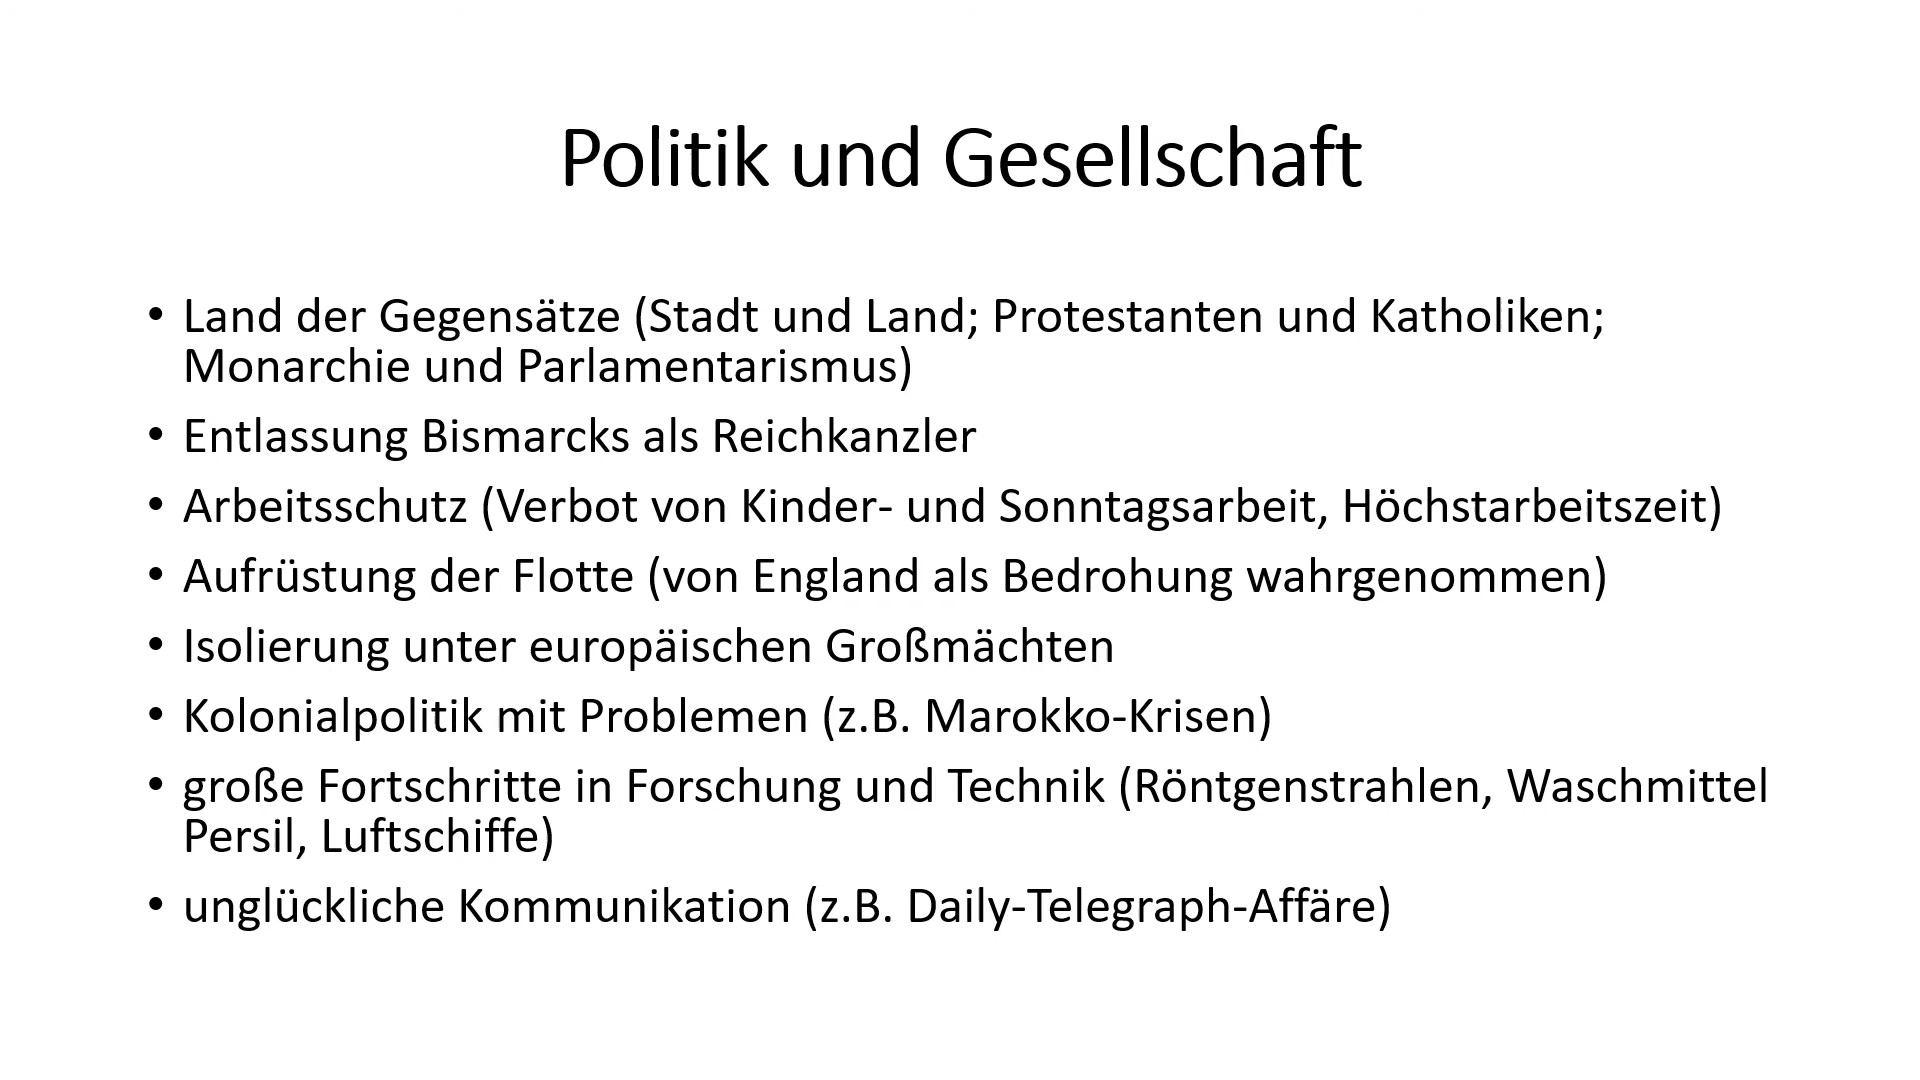 Politik und Gesellschaft
• Land der Gegensätze (Stadt und Land; Protestanten und Katholiken;
Monarchie und Parlamentarismus)
• Entlassung Bismarcks als Reichkanzler
• Arbeitsschutz (Verbot von Kinder- und Sonntagsarbeit, Höchstarbeitszeit)
• Aufrüstung der Flotte (von England als Bedrohung wahrgenommen)
• Isolierung unter europäischen Großmächten
• Kolonialpolitik mit Problemen (z.B. Marokko-Krisen)
• große Fortschritte in Forschung und Technik (Röntgenstrahlen, Waschmittel
Persil, Luftschiffe)
• unglückliche Kommunikation (z.B. Daily-Telegraph-Affäre)